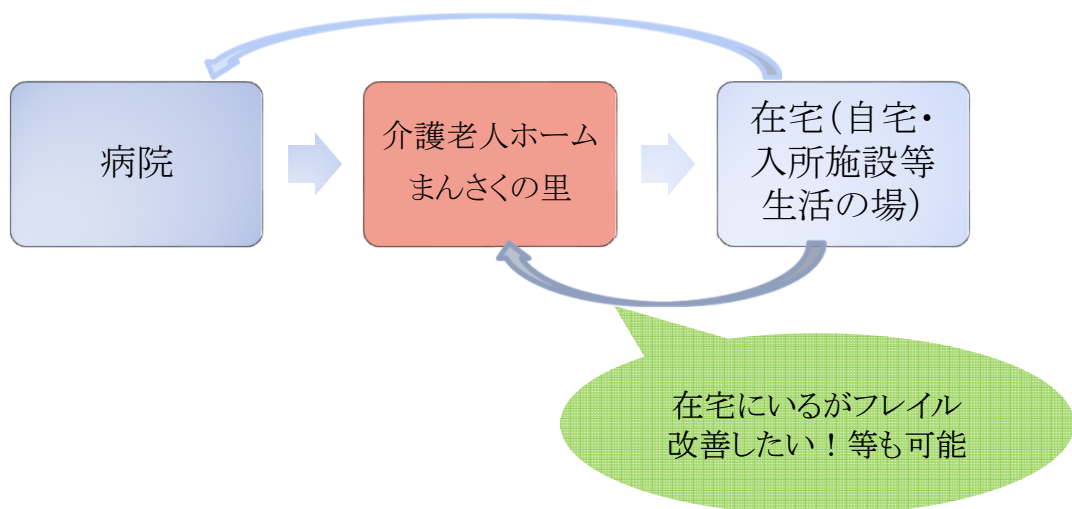 病院
介護老人ホーム
まんさくの里
在宅(自宅・
入所施設等
生活の場)
在宅にいるがフレイル
改善したい！等も可能